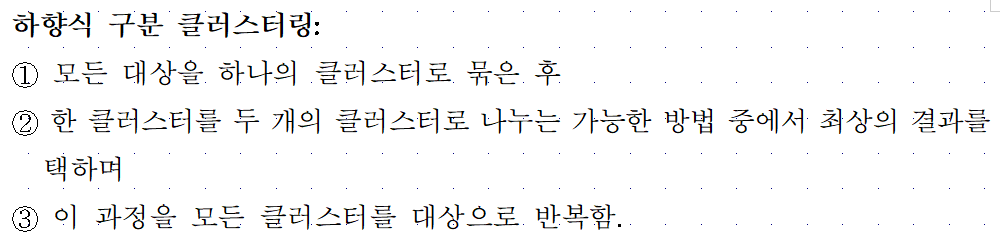 하향식 구분 클러스터링:
① 모든 대상을 하나의 클러스터로 묶은 후
② 한 클러스터를 두 개의 클러스터로 나누는 가능한 방법 중에서 최상의 결과를
택하며
③ 이 과정을 모든 클러스터를 대상으로 반복함.